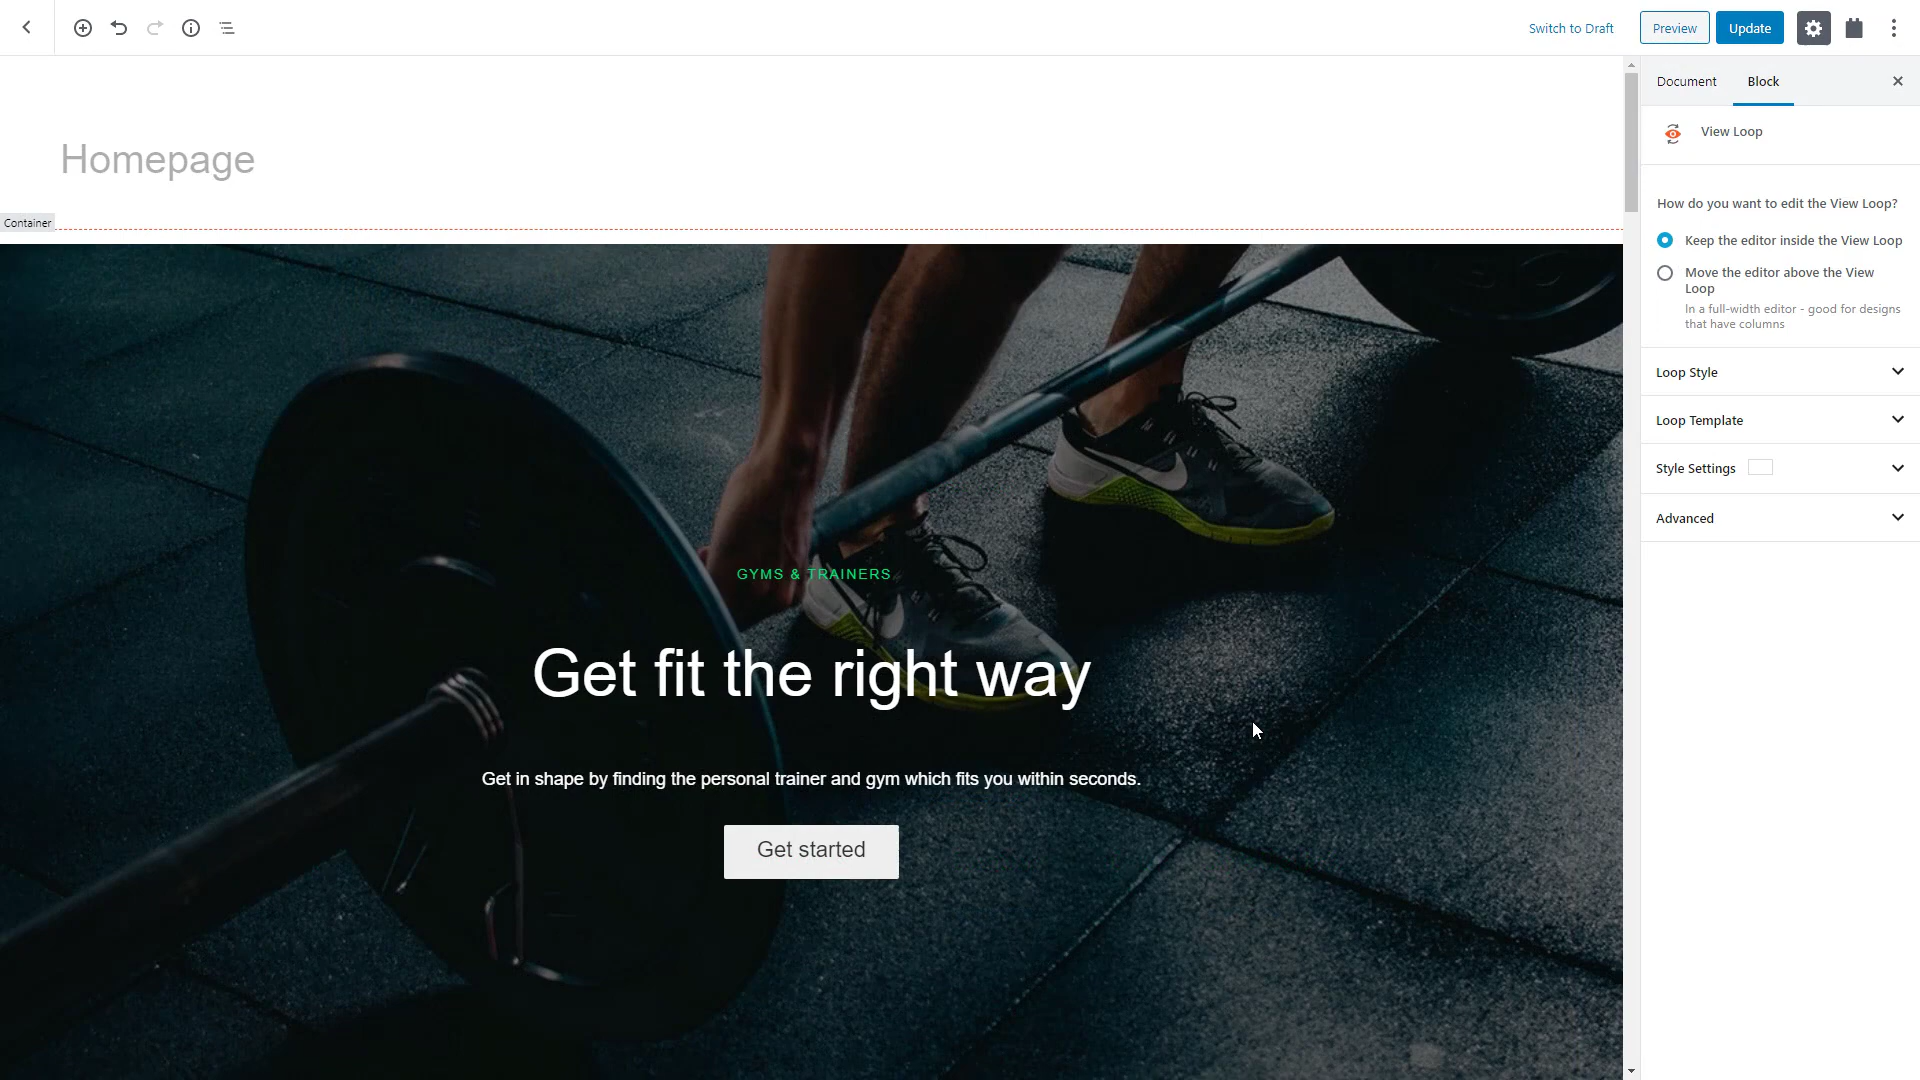 Switch to Draft
Preview
Update
Homepage
Container
GYMS & TRAINERS
Get fit the right way
Get in shape by finding the personal trainer and gym which fits you within seconds.
Get started
Document
Block
View Loop
How do you want to edit the View Loop?
Keep the editor inside the View Loop
Move the editor above the View
Loop
In a full-width editor - good for designs
that have columns
Loop Style
Loop Template
Style Settings
Advanced